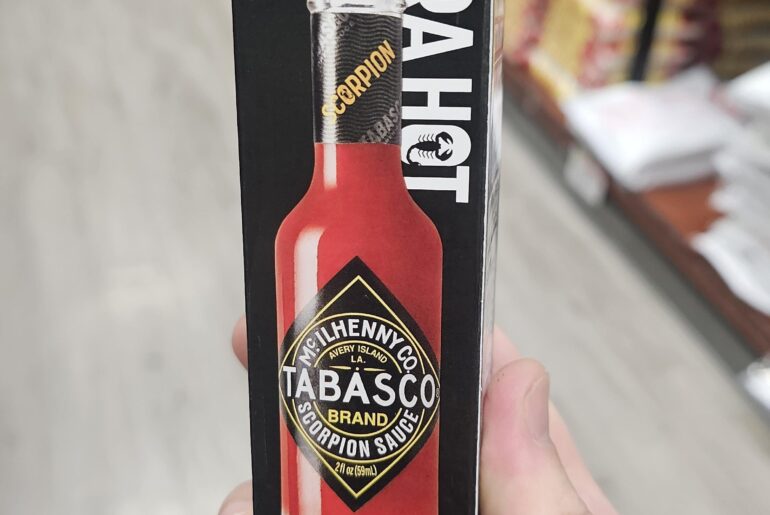 SCORPION
TABASCO
RA HOT
McILHENNY CO.
AVERY ISLAND
LA.
TABASCO®
BRAND
SCORPION SAUCE
2 fl oz (59mL)